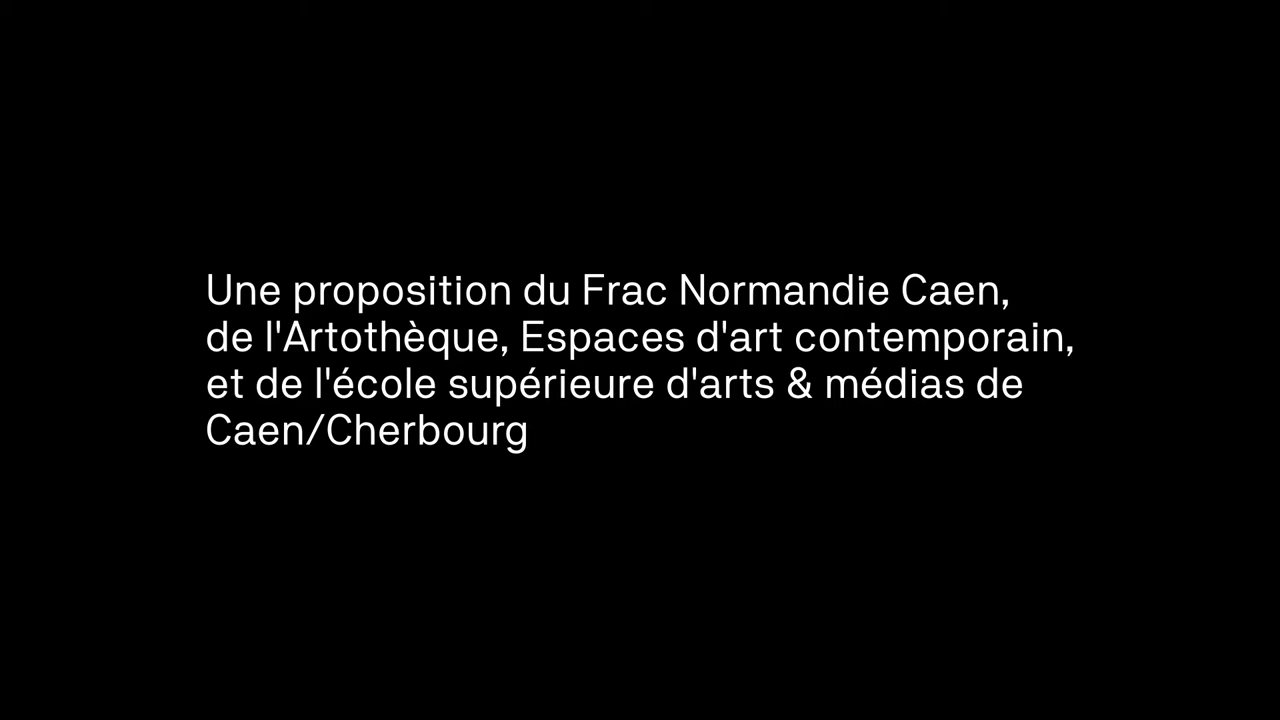 Une proposition du Frac Normandie Caen,
de l'Artothèque, Espaces d'art contemporain,
et de l'école supérieure d'arts & médias de
Caen/Cherbourg